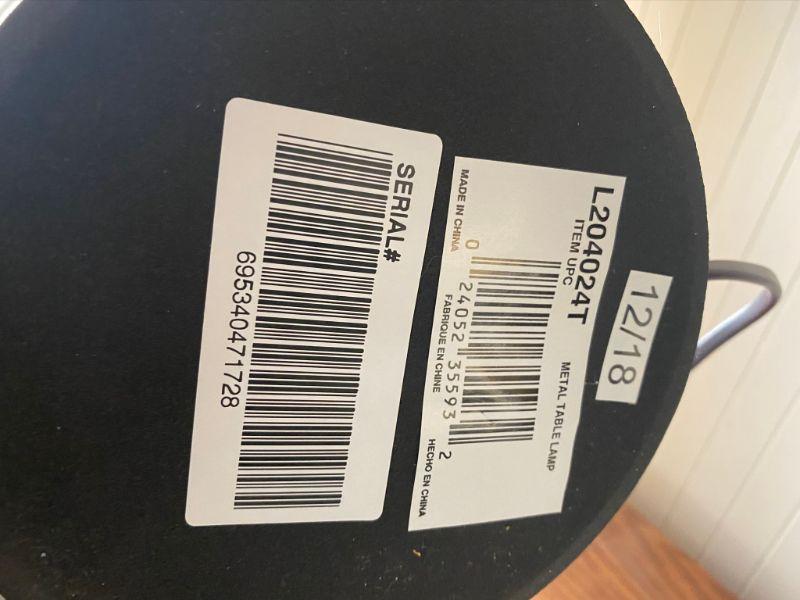 12/18
L204024T
ITEM UPC
METAL TABLE LAMP
0 24052 35593 2
MADE IN CHINA
FABRIQUE EN CHINE
HECHO EN CHINA
SERIAL#
695340471728